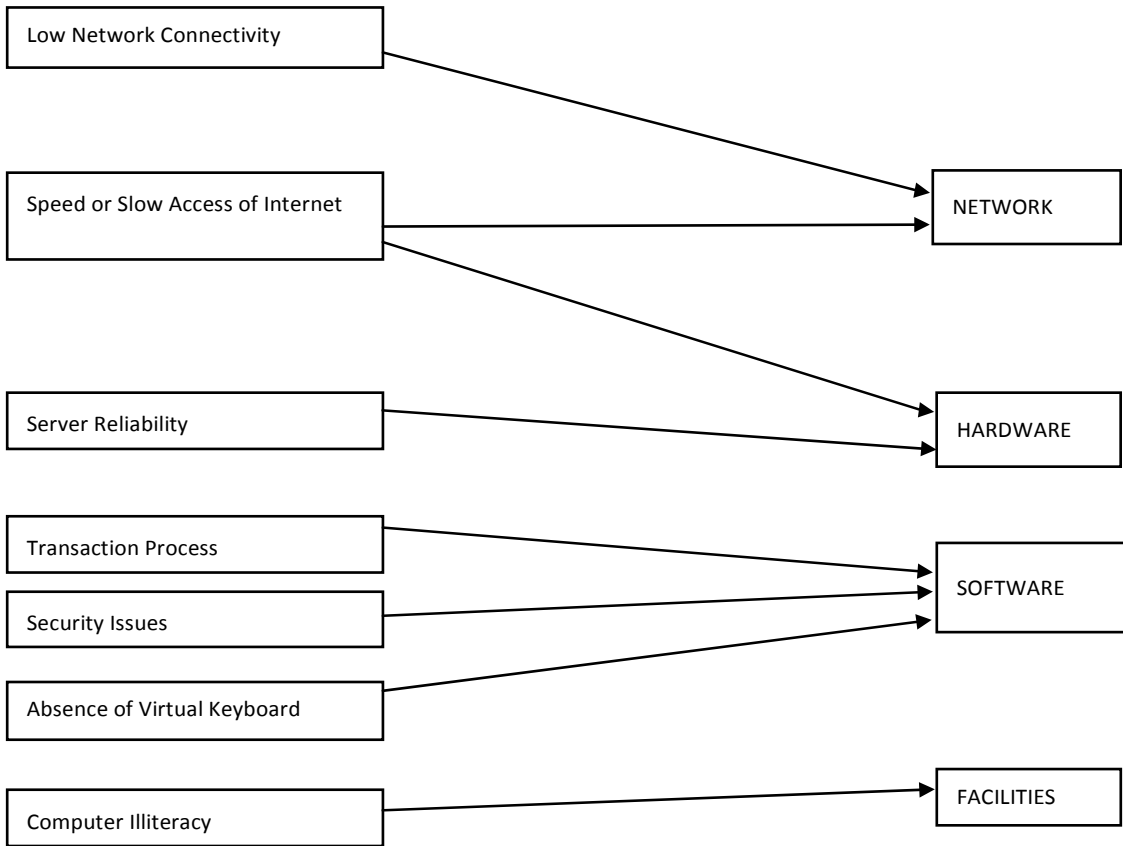 Low Network Connectivity
Speed or Slow Access of Internet
NETWORK
Server Reliability
HARDWARE
Transaction Process
SOFTWARE
Security Issues
Absence of Virtual Keyboard
FACILITIES
Computer Illiteracy